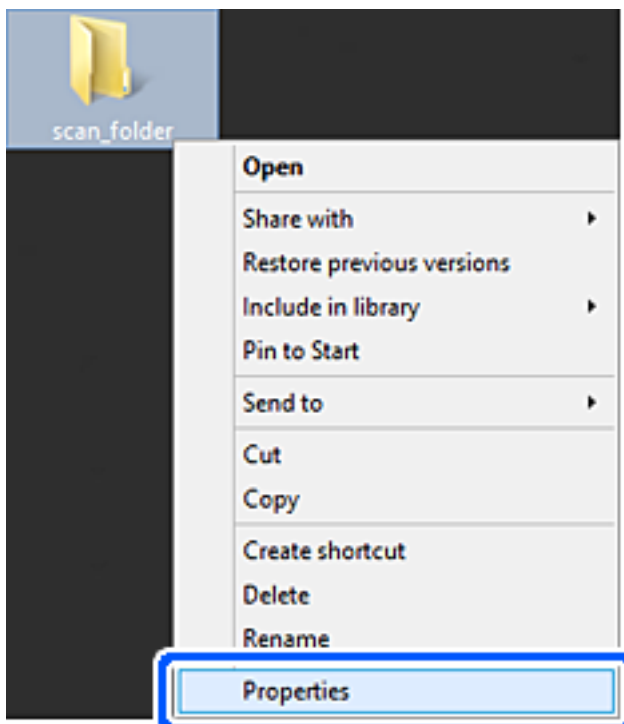 scan_folder
Open
Share with
Restore previous versions
Include in library
Pin to Start
Send to
Cut
Copy
Create shortcut
Delete
Rename
Properties